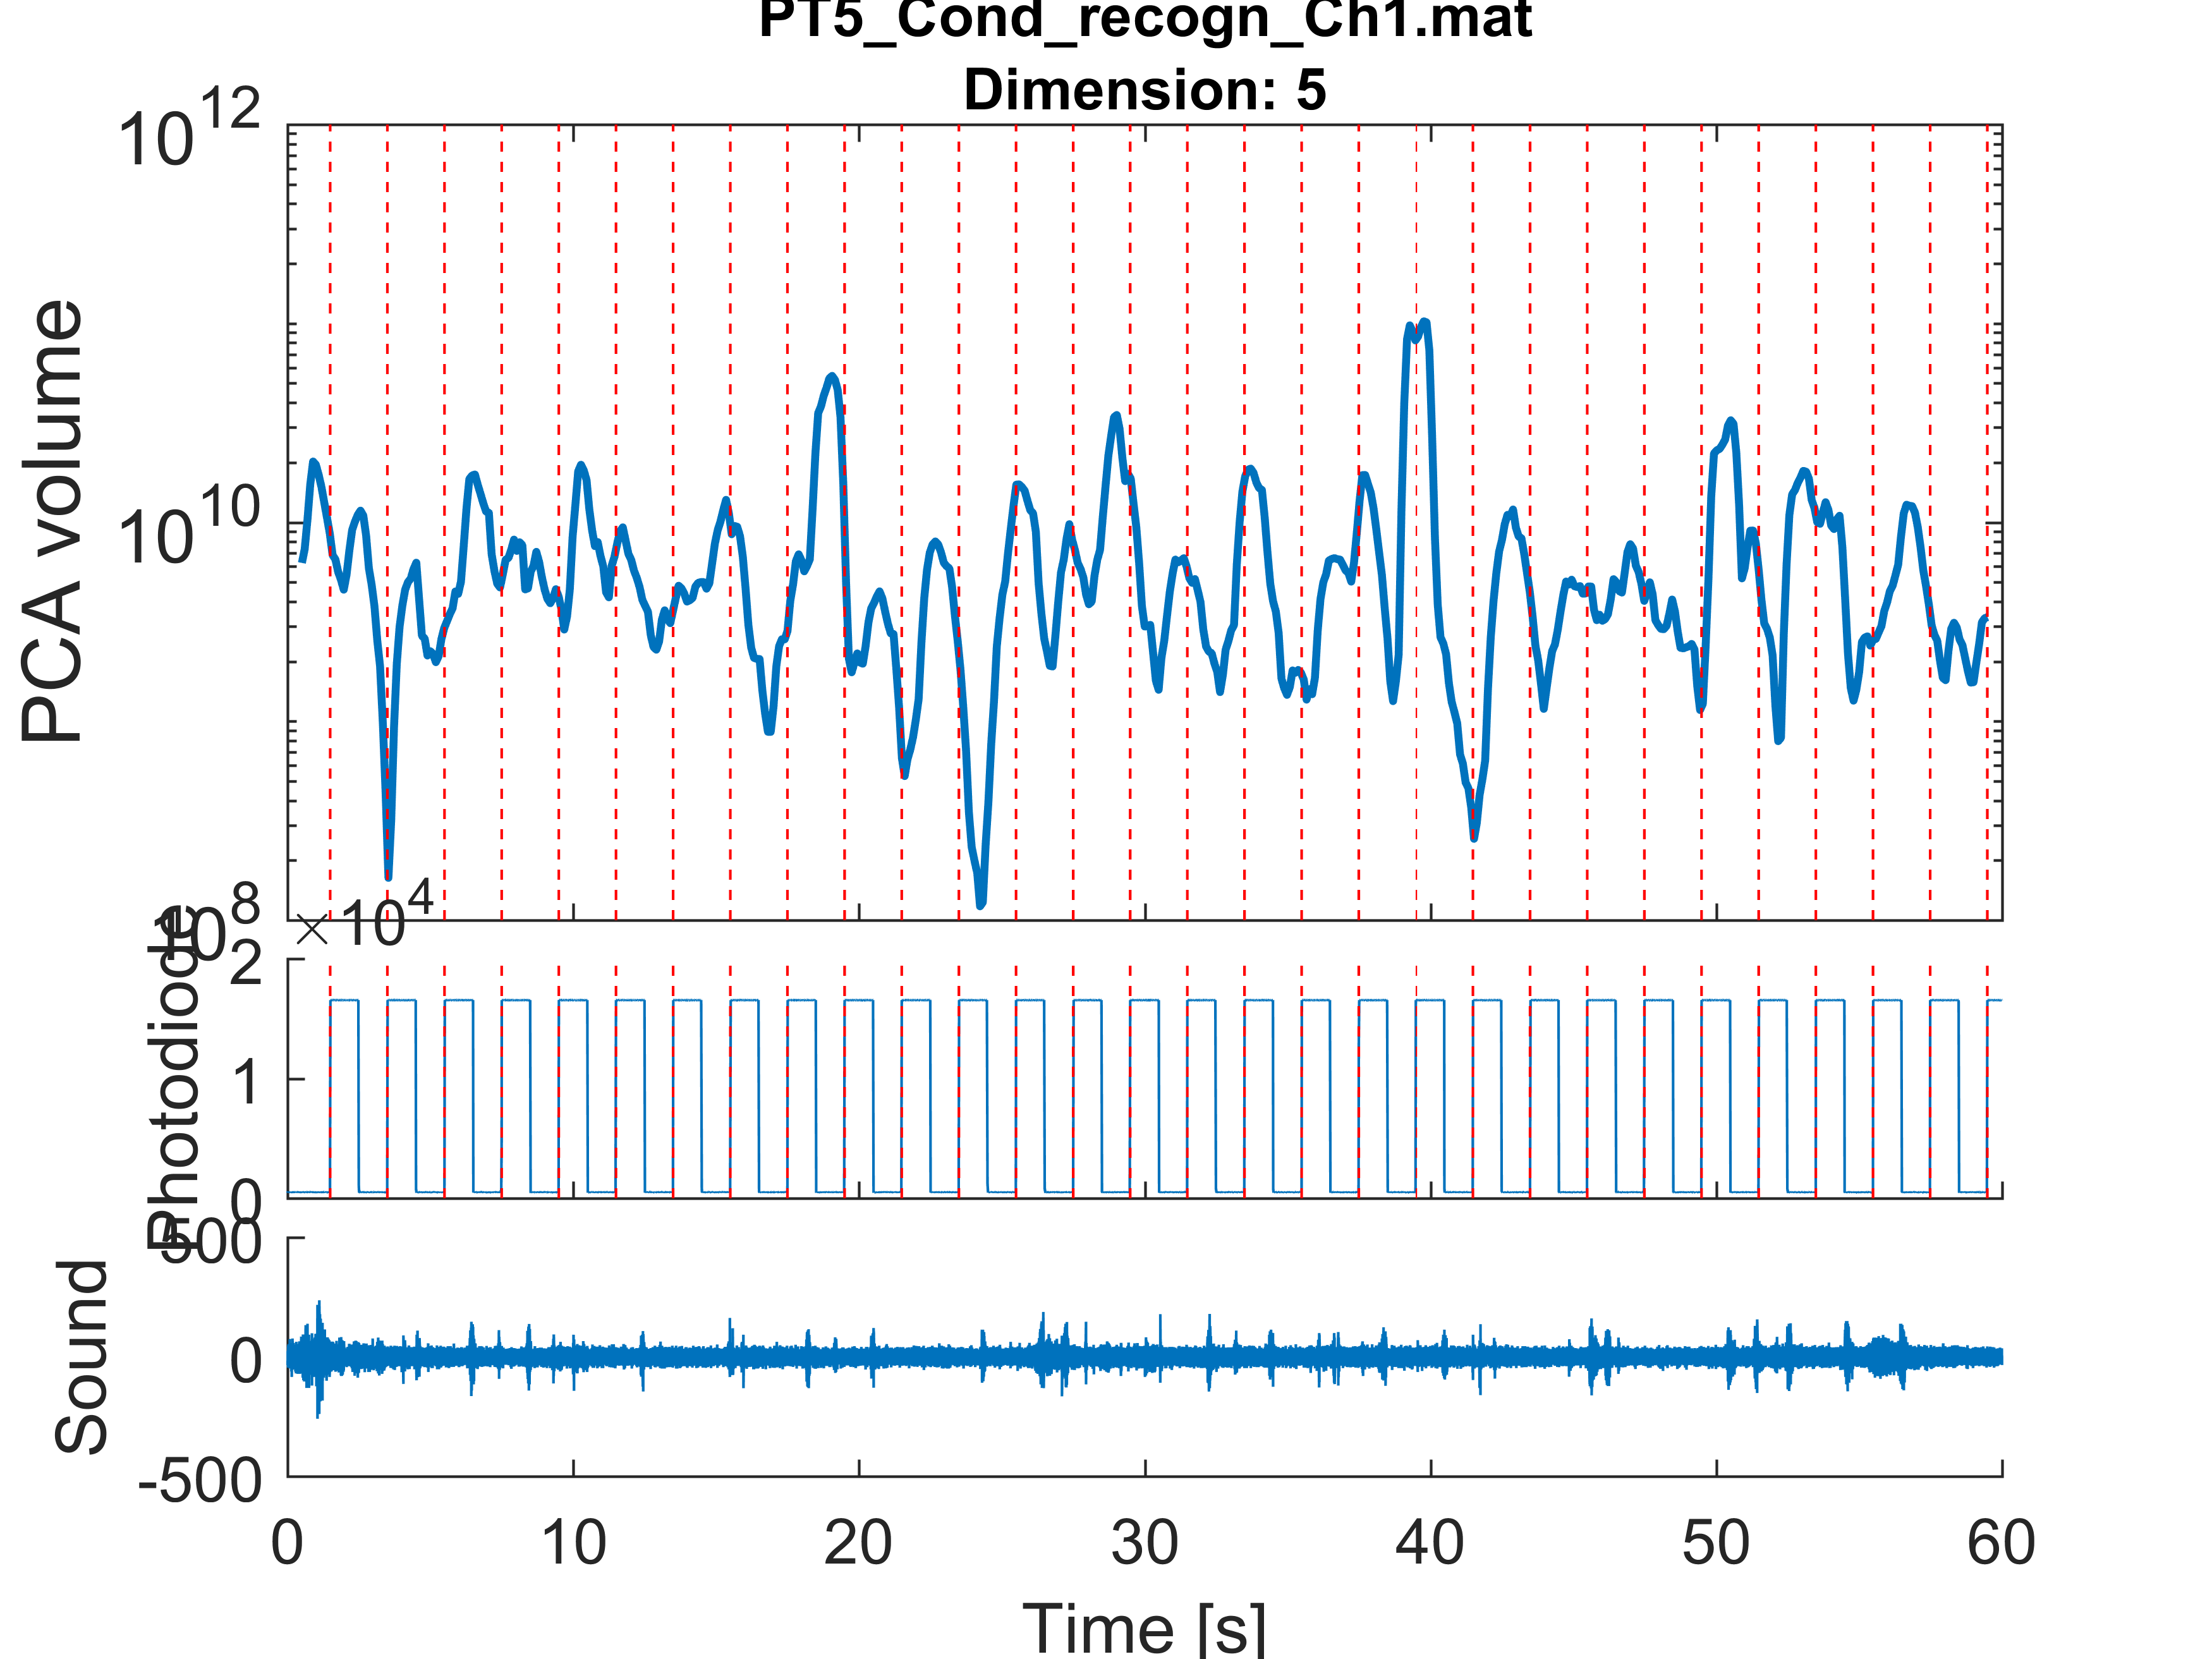 PT5_Cond_recogn_Ch1.mat
Dimension: 5
10^12
10^10
10^8
PCA volume
×10^4
2
1
0
Photodiode
500
0
-500
Sound
0 10 20 30 40 50 60
Time [s]